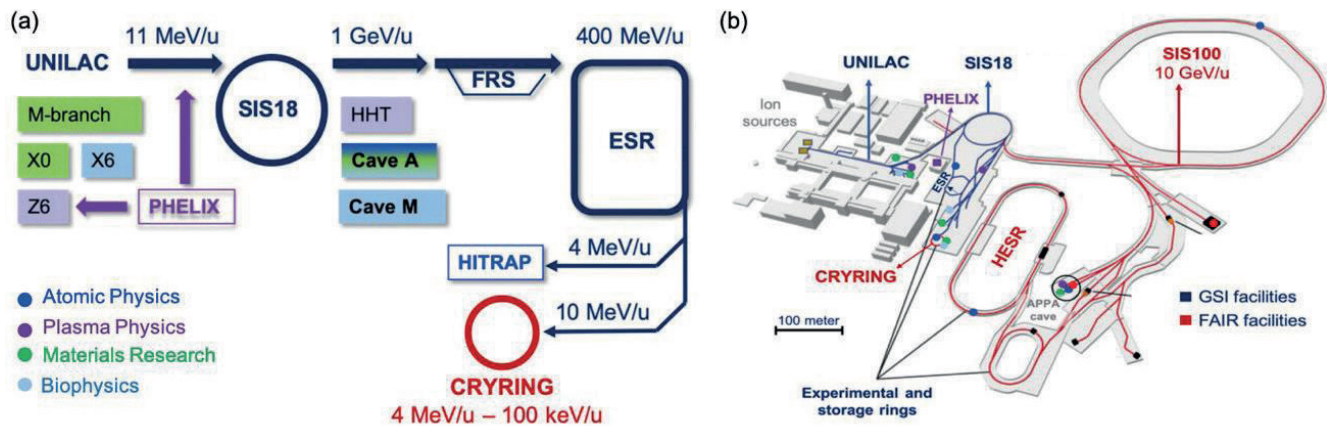 (a)
11 MeV/u
1 GeV/u
400 MeV/u
UNILAC
SIS18
FRS
ESR
M-branch
X0
X6
Z6
PHELIX
HHT
Cave A
Cave M
HITRAP
4 MeV/u
10 MeV/u
CRYRING
4 MeV/u – 100 keV/u
Atomic Physics
Plasma Physics
Materials Research
Biophysics
(b)
UNILAC
SIS18
SIS100
10 GeV/u
PHELIX
Ion
sources
ESR
HESR
CRYRING
APPA
cave
100 meter
GSI facilities
FAIR facilities
Experimental and
storage rings